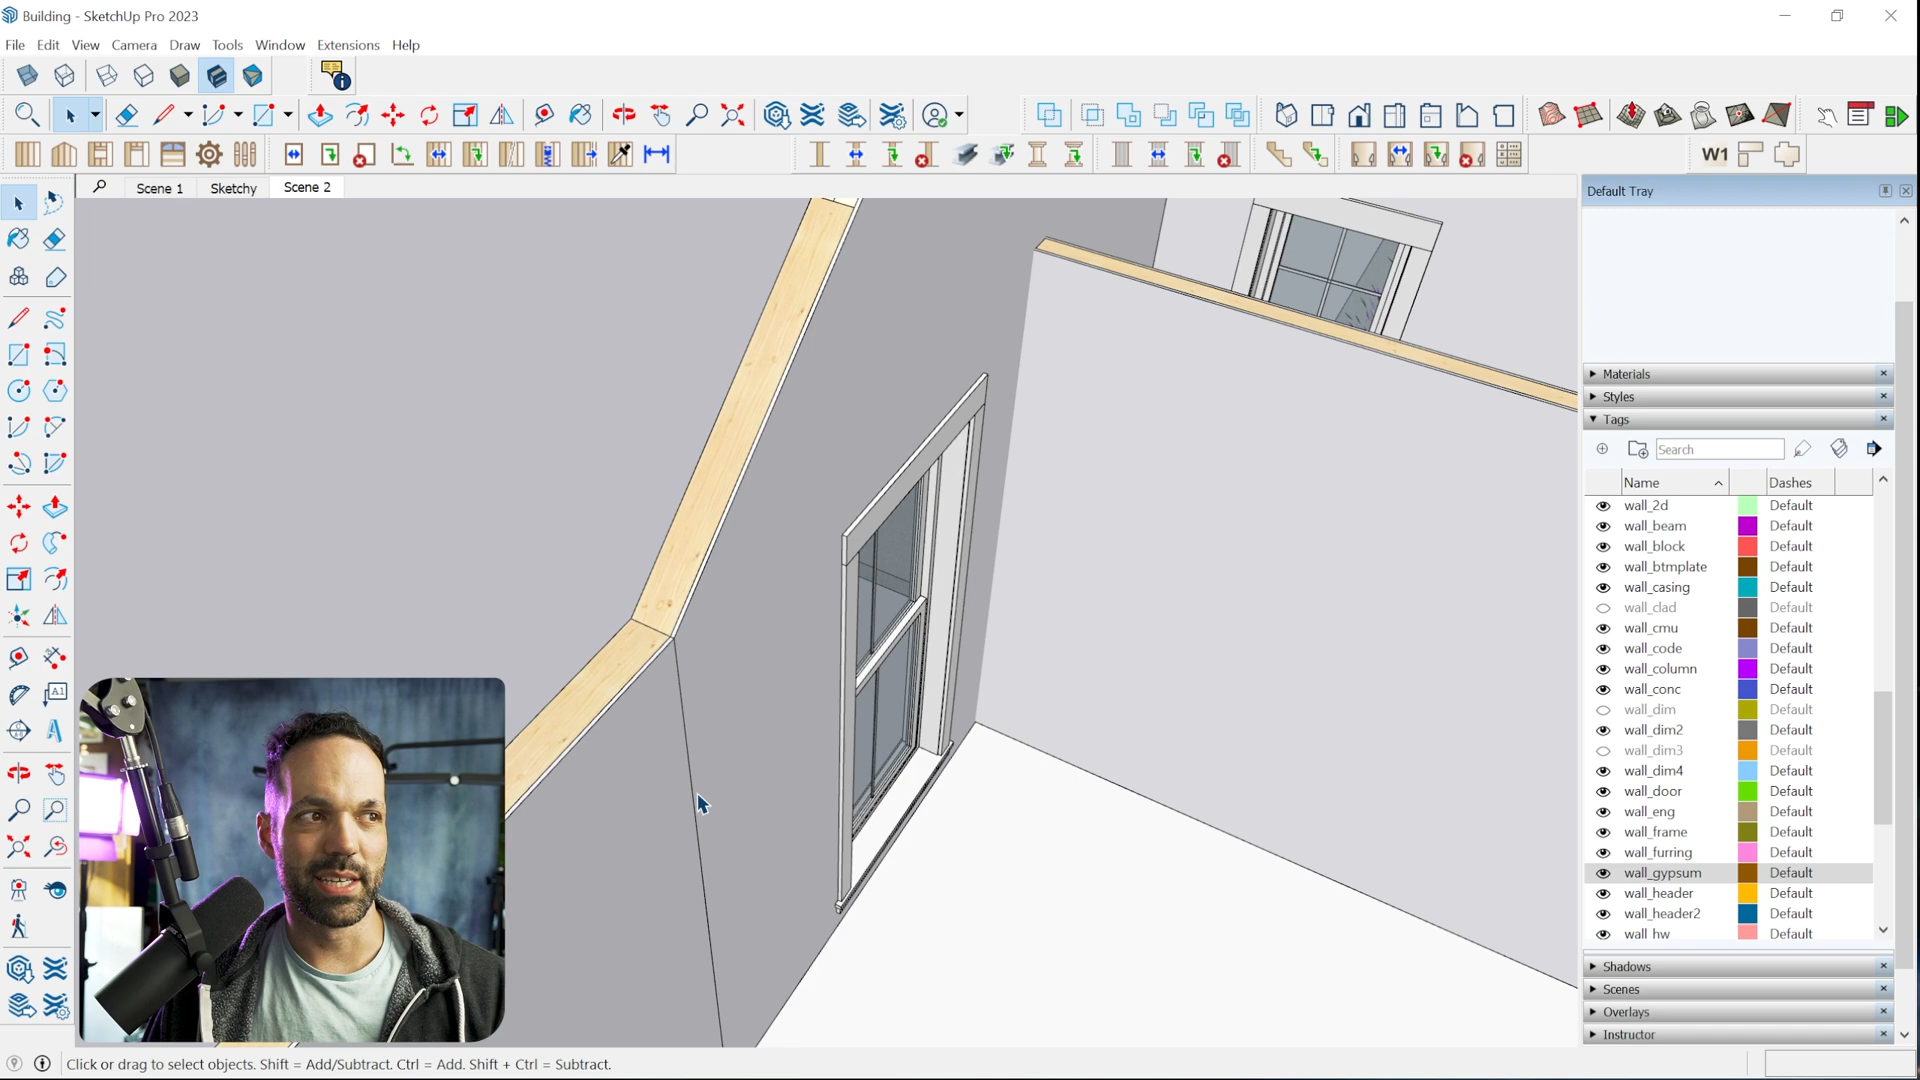 Building - SketchUp Pro 2023
File Edit View Camera Draw Tools Window Extensions Help
W1
Scene 1 Sketchy Scene 2
Default Tray
Materials
Styles
Tags
Search
Name Dashes
wall_2d Default
wall_beam Default
wall_block Default
wall_btmplate Default
wall_casing Default
wall_clad Default
wall_cmu Default
wall_code Default
wall_column Default
wall_conc Default
wall_dim Default
wall_dim2 Default
wall_dim3 Default
wall_dim4 Default
wall_door Default
wall_eng Default
wall_frame Default
wall_furring Default
wall_gypsum Default
wall_header Default
wall_header2 Default
wall_hw Default
Shadows
Scenes
Overlays
Instructor
A1
Click or drag to select objects. Shift = Add/Subtract. Ctrl = Add. Shift + Ctrl = Subtract.